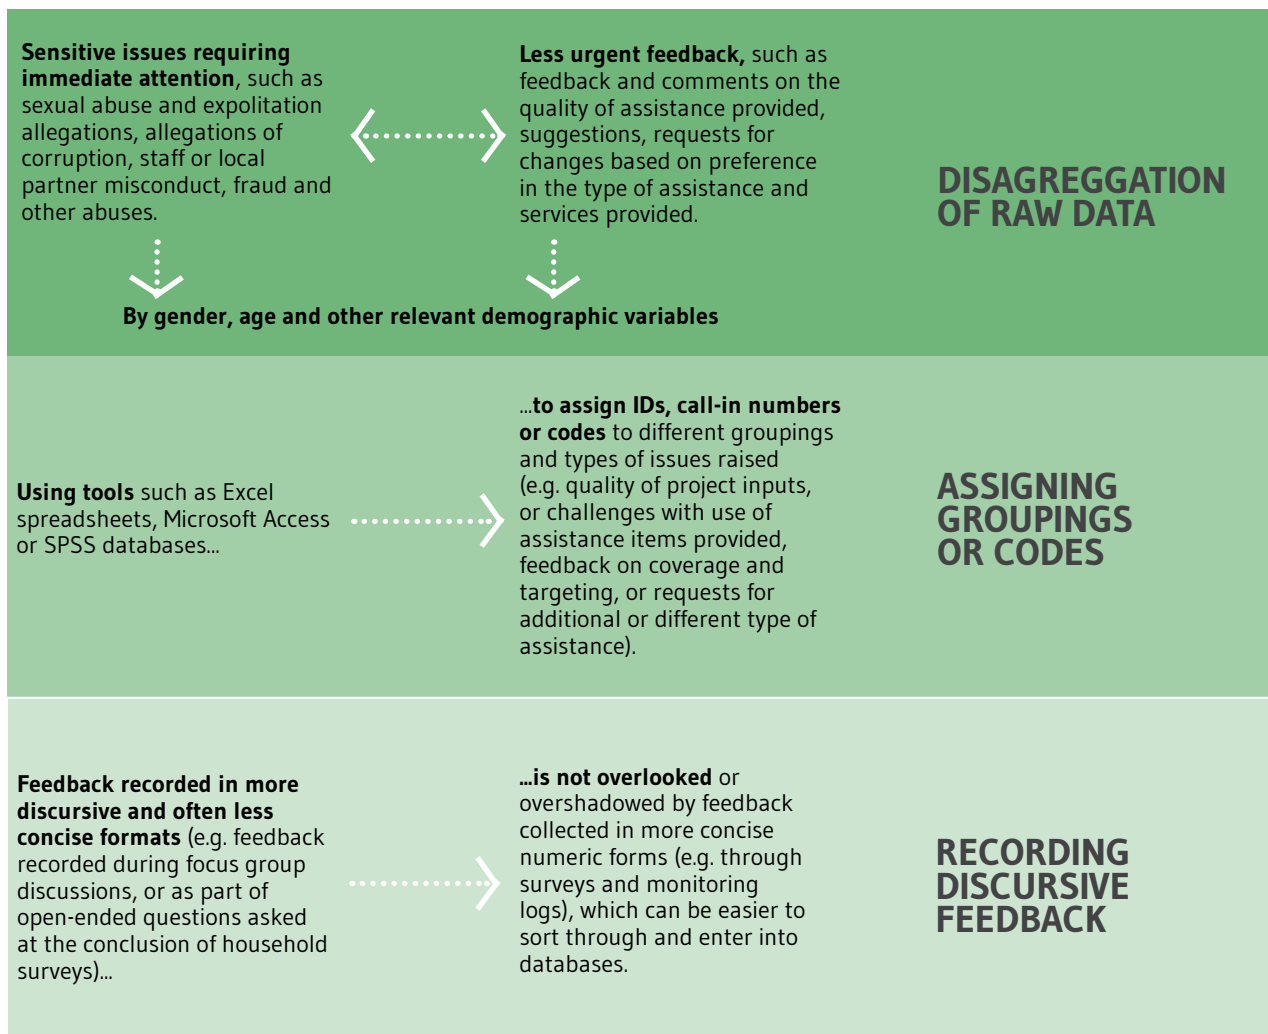 Sensitive issues requiring
immediate attention, such as
sexual abuse and expolitation
allegations, allegations of
corruption, staff or local
partner misconduct, fraud and
other abuses.
Less urgent feedback, such as
feedback and comments on the
quality of assistance provided,
suggestions, requests for
changes based on preference
in the type of assistance and
services provided.
By gender, age and other relevant demographic variables
DISAGREGGATION
OF RAW DATA
Using tools such as Excel
spreadsheets, Microsoft Access
or SPSS databases...
...to assign IDs, call-in numbers
or codes to different groupings
and types of issues raised
(e.g. quality of project inputs,
or challenges with use of
assistance items provided,
feedback on coverage and
targeting, or requests for
additional or different type of
assistance).
ASSIGNING
GROUPINGS
OR CODES
Feedback recorded in more
discursive and often less
concise formats (e.g. feedback
recorded during focus group
discussions, or as part of
open-ended questions asked
at the conclusion of household
surveys)...
...is not overlooked or
overshadowed by feedback
collected in more concise
numeric forms (e.g. through
surveys and monitoring
logs), which can be easier to
sort through and enter into
databases.
RECORDING
DISCURSIVE
FEEDBACK